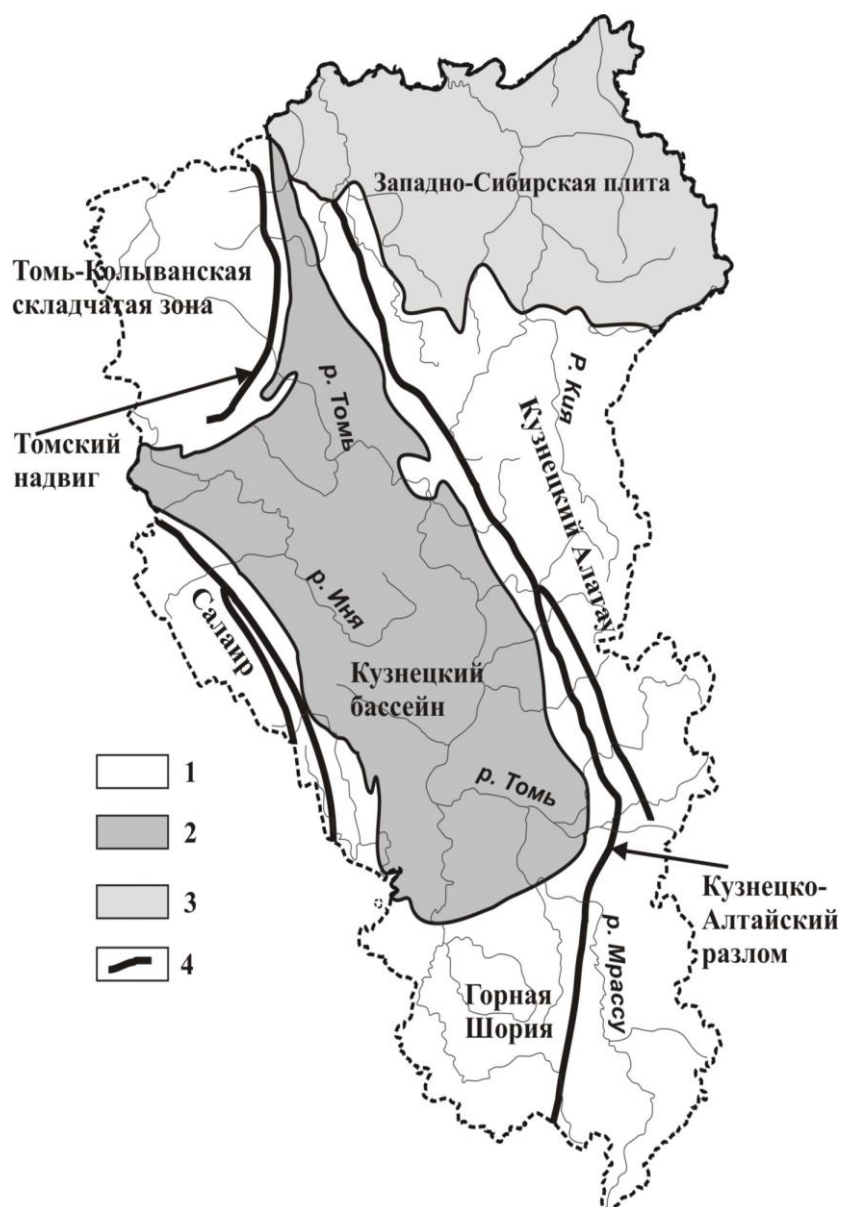 Западно-Сибирская плита
Томь-Колыванская
складчатая зона
р. Томь
Р. Кия
Кузнецкий Алатау
Томский
надвиг
р. Иня
Салаир
Кузнецкий
бассейн
р. Томь
1
2
3
4
Кузнецко-
Алтайский
разлом
р. Мрассу
Горная
Шория